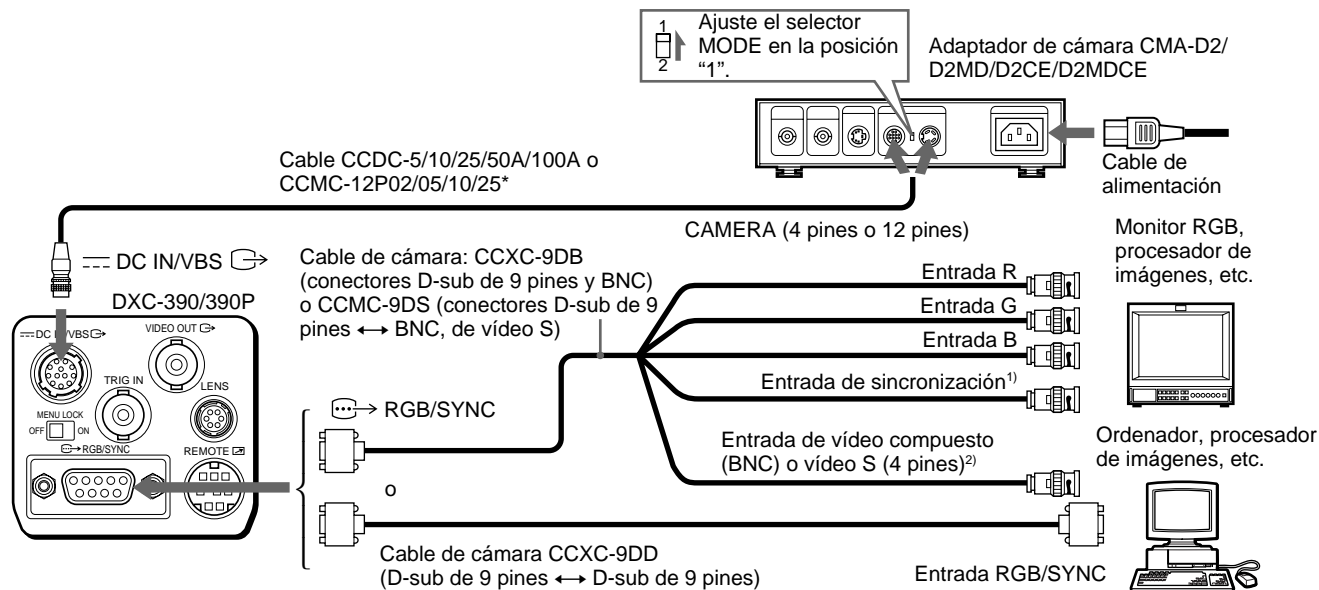 1
2
Ajuste el selector
MODE en la posición
“1”.
Adaptador de cámara CMA-D2/
D2MD/D2CE/D2MDCE
Cable de
alimentación
Cable CCDC-5/10/25/50A/100A o
CCMC-12P02/05/10/25*
CAMERA (4 pines o 12 pines)
DC IN/VBS
DXC-390/390P
Cable de cámara: CCXC-9DB
(conectores D-sub de 9 pines y BNC)
o CCMC-9DS (conectores D-sub de 9
pines ↔ BNC, de vídeo S)
Entrada R
Entrada G
Entrada B
Entrada de sincronización1)
Entrada de vídeo compuesto
(BNC) o vídeo S (4 pines)2)
Monitor RGB,
procesador de
imágenes, etc.
Ordenador, procesador
de imágenes, etc.
DC IN/VBS
VIDEO OUT
TRIG IN
LENS
MENU LOCK
OFF ON
RGB/SYNC
REMOTE
RGB/SYNC
o
Cable de cámara CCXC-9DD
(D-sub de 9 pines ↔ D-sub de 9 pines)
Entrada RGB/SYNC